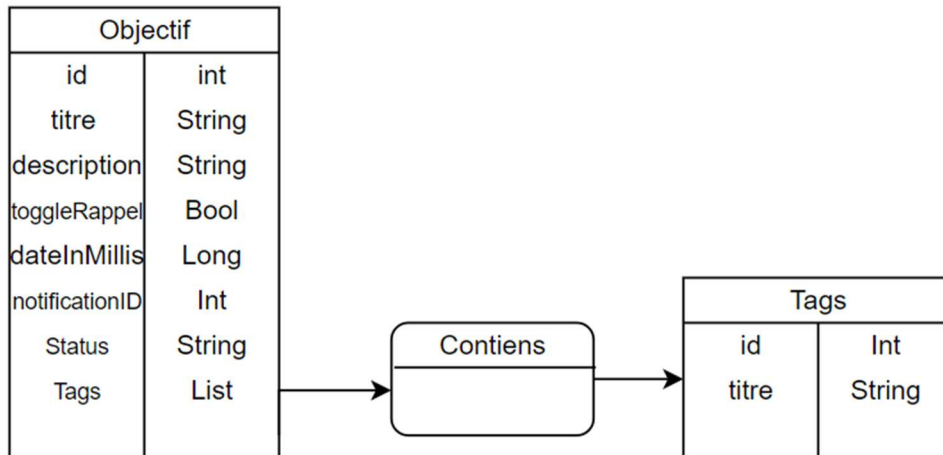 Objectif
id int
titre String
description String
toggleRappel Bool
dateInMillis Long
notificationID Int
Status String
Tags List
Contiens
Tags
id Int
titre String